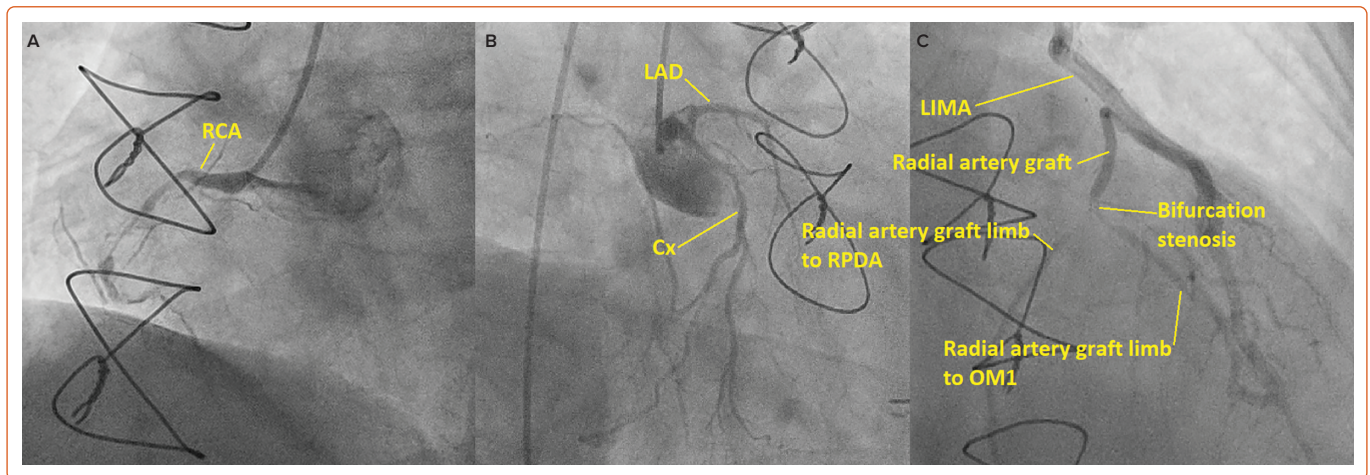 A
RCA
B
LAD
Cx
C
LIMA
Radial artery graft
Bifurcation
stenosis
Radial artery graft limb
to RPDA
Radial artery graft limb
to OM1